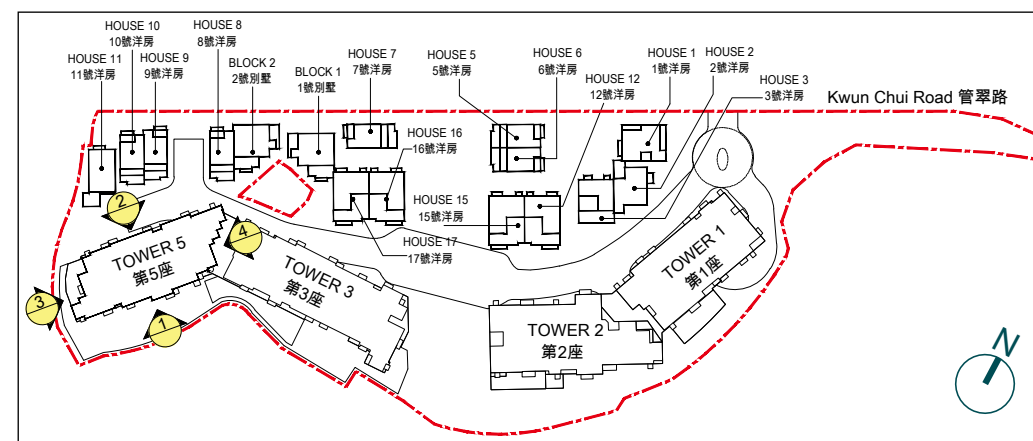 HOUSE 10
10號洋房
HOUSE 8
8號洋房
HOUSE 11
11號洋房
HOUSE 9
9號洋房
BLOCK 2
2號別墅
BLOCK 1
1號別墅
HOUSE 7
7號洋房
HOUSE 5
5號洋房
HOUSE 6
6號洋房
HOUSE 12
12號洋房
HOUSE 1
1號洋房
HOUSE 2
2號洋房
HOUSE 3
3號洋房
Kwun Chui Road 管翠路
HOUSE 16
16號洋房
HOUSE 15
15號洋房
HOUSE 17
17號洋房
2
4
3
1
TOWER 5
第5座
TOWER 3
第3座
TOWER 2
第2座
TOWER 1
第1座
N